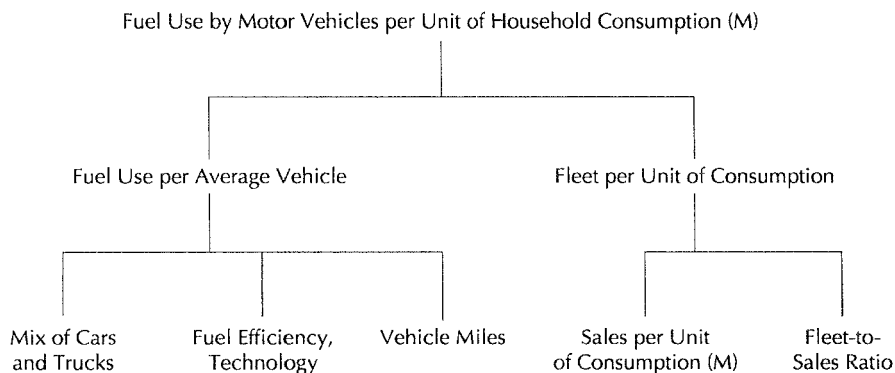 Fuel Use by Motor Vehicles per Unit of Household Consumption (M)
Fuel Use per Average Vehicle
Fleet per Unit of Consumption
Mix of Cars
and Trucks
Fuel Efficiency,
Technology
Vehicle Miles
Sales per Unit
of Consumption (M)
Fleet-to-
Sales Ratio